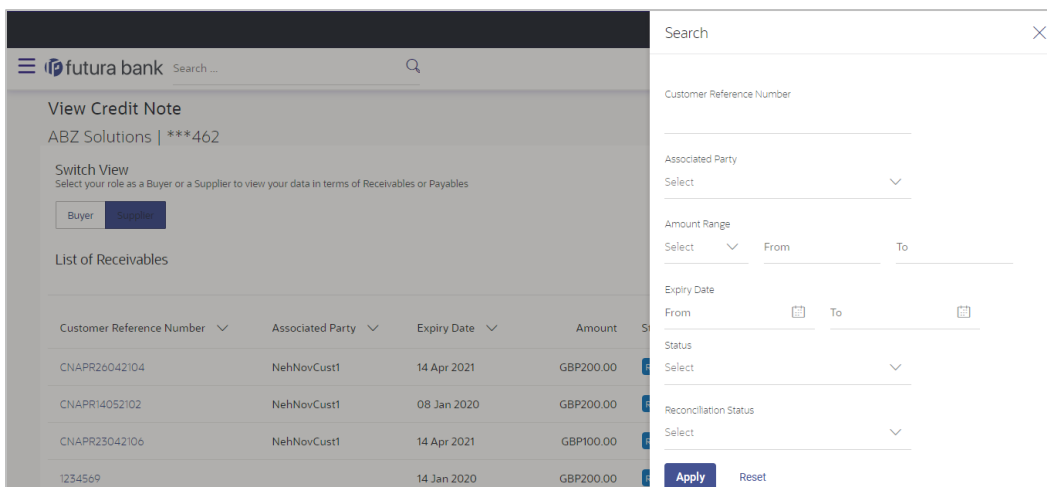 futura bank Search ...
View Credit Note
ABZ Solutions | ***462
Switch View
Select your role as a Buyer or a Supplier to view your data in terms of Receivables or Payables
Buyer Supplier
List of Receivables
Customer Reference Number Associated Party Expiry Date Amount
CNAPR26042104 NehNovCust1 14 Apr 2021 GBP200.00
CNAPR14052102 NehNovCust1 08 Jan 2020 GBP200.00
CNAPR23042106 NehNovCust1 14 Apr 2021 GBP100.00
1234569 14 Jan 2020 GBP200.00
Search
Customer Reference Number
Associated Party
Select
Amount Range
Select From To
Expiry Date
From To
Status
Select
Reconciliation Status
Select
Apply Reset